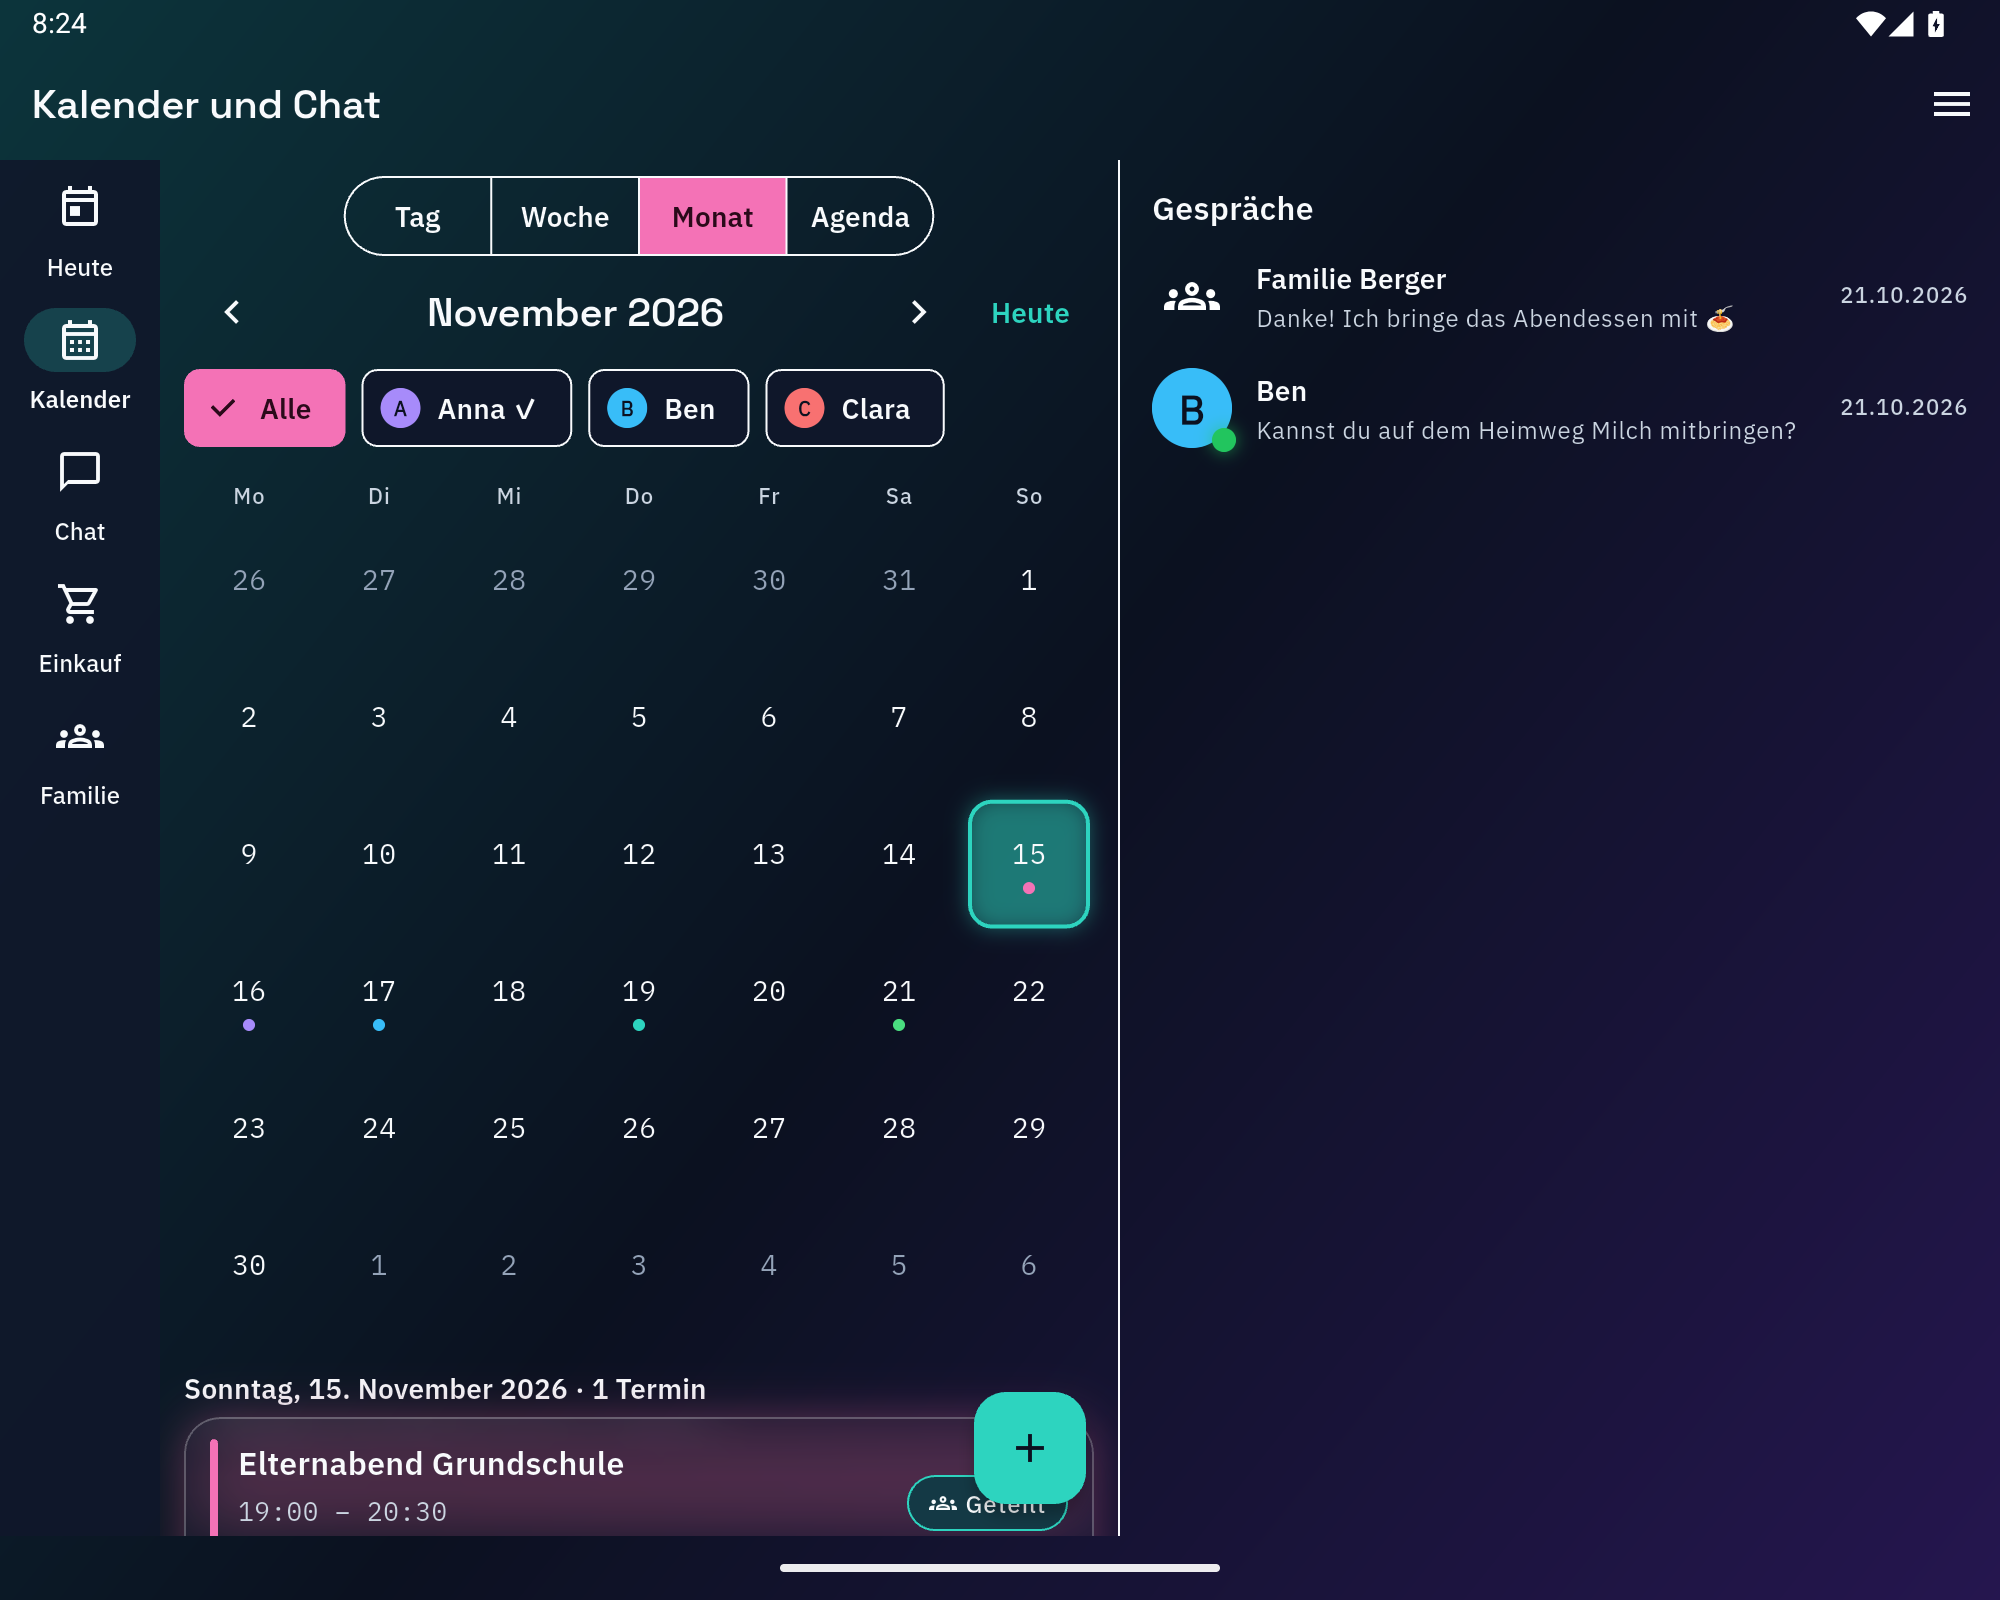 8:24
Kalender und Chat
Heute
Kalender
Chat
Einkauf
Familie
Tag Woche Monat Agenda
November 2026 Heute
Alle A Anna ✓ B Ben C Clara
Mo Di Mi Do Fr Sa So
26 27 28 29 30 31 1
2 3 4 5 6 7 8
9 10 11 12 13 14 15
16 17 18 19 20 21 22
23 24 25 26 27 28 29
30 1 2 3 4 5 6
Sonntag, 15. November 2026 · 1 Termin
Elternabend Grundschule
19:00 – 20:30
Geteilt
Gespräche
Familie Berger
Danke! Ich bringe das Abendessen mit 🍝
21.10.2026
B
Ben
Kannst du auf dem Heimweg Milch mitbringen?
21.10.2026